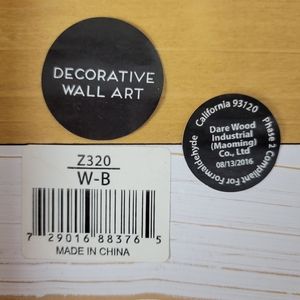 DECORATIVE
WALL ART
California 93120
Phase 2 Compliant For Formaldehyde
Dare Wood
Industrial
(Maoming)
Co., Ltd
08/13/2016
Z320
W-B
7 29016 88376 5
MADE IN CHINA